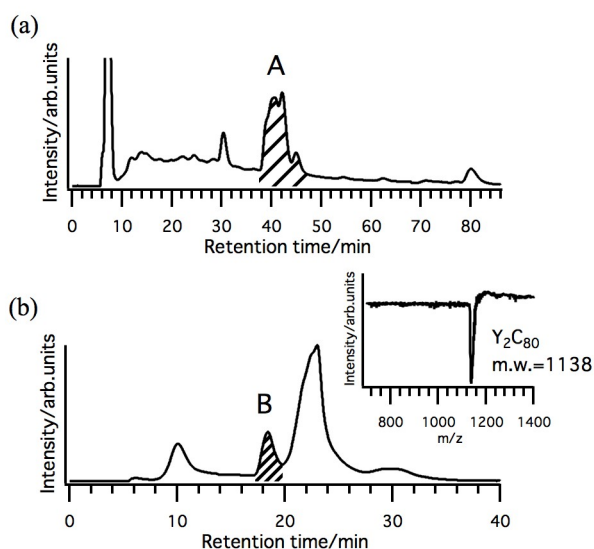 (a)
Intensity/arb.units
A
0 10 20 30 40 50 60 70 80
Retention time/min
(b)
Intensity/arb.units
B
0 10 20 30 40
Retention time/min
Intensity/arb.units
Y₂C₈₀
m.w.=1138
800 1000 1200 1400
m/z